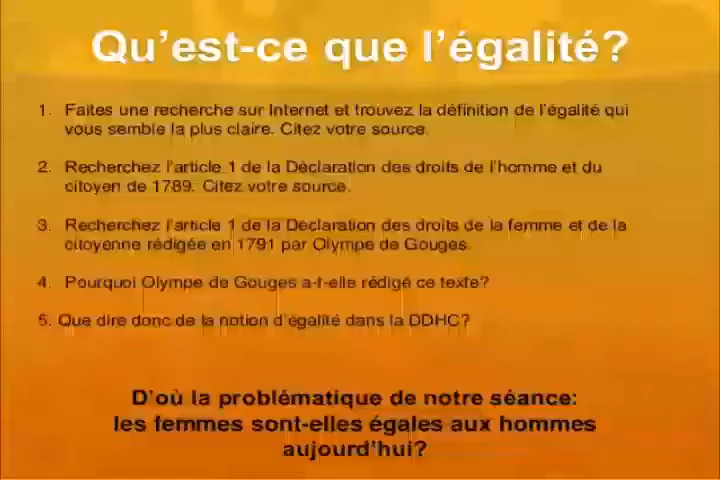 Qu’est-ce que l’égalité?
1. Faites une recherche sur Internet et trouvez la définition de l’égalité qui
vous semble la plus claire. Citez votre source.
2. Recherchez l’article 1 de la Déclaration des droits de l’homme et du
citoyen de 1789. Citez votre source.
3. Recherchez l’article 1 de la Déclaration des droits de la femme et de la
citoyenne rédigée en 1791 par Olympe de Gouges.
4. Pourquoi Olympe de Gouges a-t-elle rédigé ce texte?
5. Que dire donc de la notion d’égalité dans la DDHC?
D’où la problématique de notre séance:
les femmes sont-elles égales aux hommes
aujourd’hui?